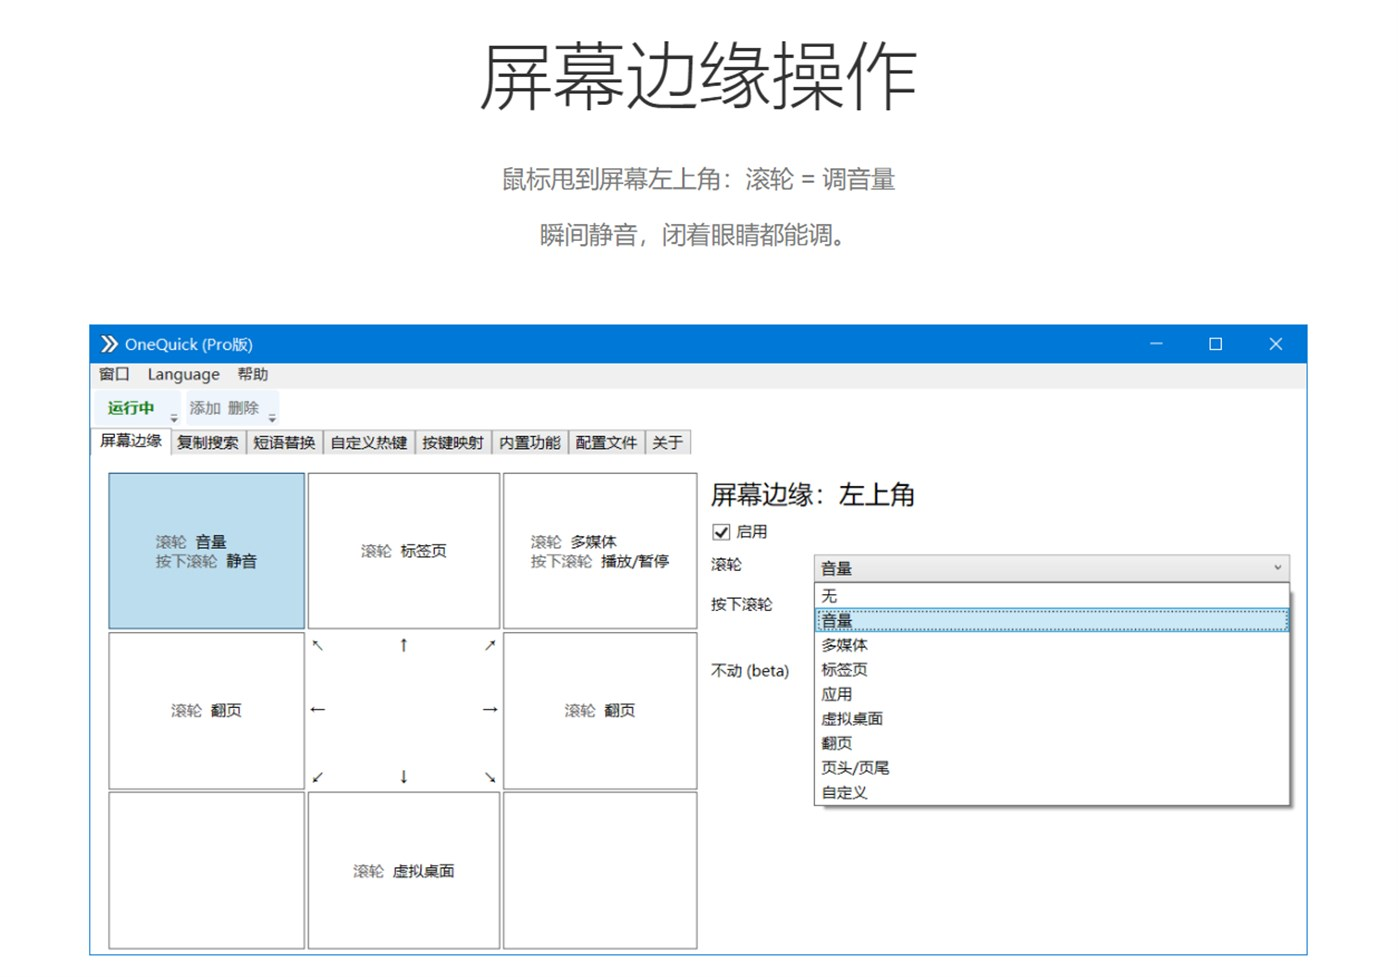 屏幕边缘操作
鼠标甩到屏幕左上角：滚轮 = 调音量
瞬间静音，闭着眼睛都能调。
OneQuick (Pro版)
窗口 Language 帮助
运行中 添加 删除
屏幕边缘 复制搜索 短语替换 自定义热键 按键映射 内置功能 配置文件 关于
滚轮 音量
按下滚轮 静音
滚轮 标签页
滚轮 多媒体
按下滚轮 播放/暂停
↖ ↑ ↗
滚轮 翻页
← →
滚轮 翻页
↙ ↓ ↘
滚轮 虚拟桌面
屏幕边缘：左上角
启用
滚轮 音量
按下滚轮
不动 (beta)
无
音量
多媒体
标签页
应用
虚拟桌面
翻页
页头/页尾
自定义